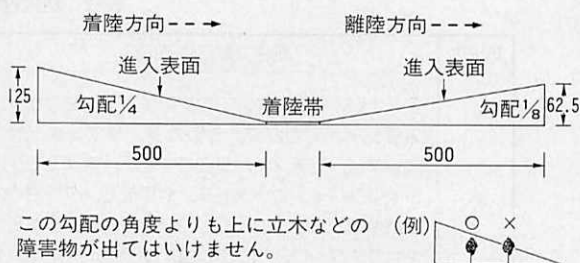 着陸方向---→ 離陸方向---→
進入表面 進入表面
125 勾配1/4 着陸帯 勾配1/8 62.5
500 500
この勾配の角度よりも上に立木などの (例) ○ ×
障害物が出てはいけません。